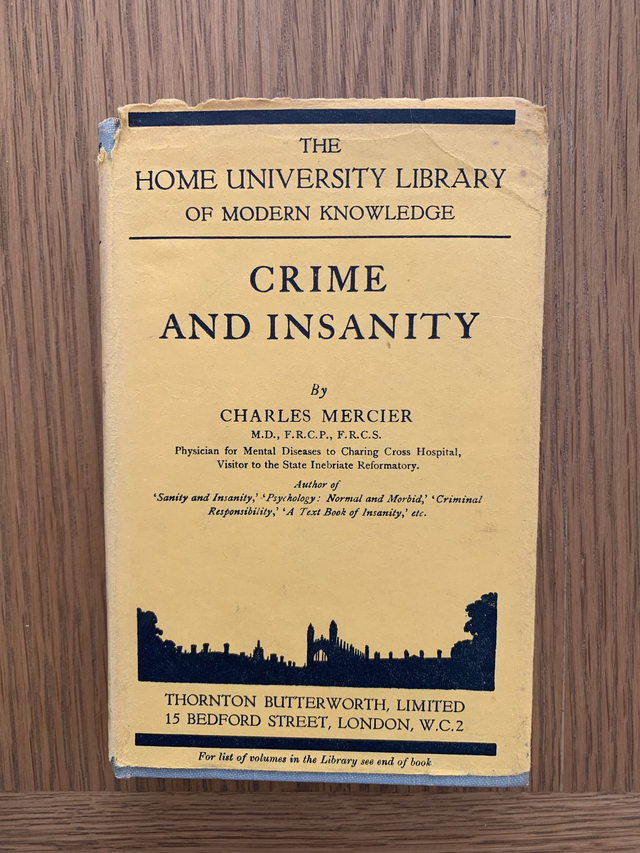 THE
HOME UNIVERSITY LIBRARY
OF MODERN KNOWLEDGE
CRIME
AND INSANITY
By
CHARLES MERCIER
M.D., F.R.C.P., F.R.C.S.
Physician for Mental Diseases to Charing Cross Hospital,
Visitor to the State Inebriate Reformatory.
Author of
'Sanity and Insanity,' 'Psychology: Normal and Morbid,' 'Criminal
Responsibility,' 'A Text Book of Insanity,' etc.
THORNTON BUTTERWORTH, LIMITED
15 BEDFORD STREET, LONDON, W.C.2
For list of volumes in the Library see end of book